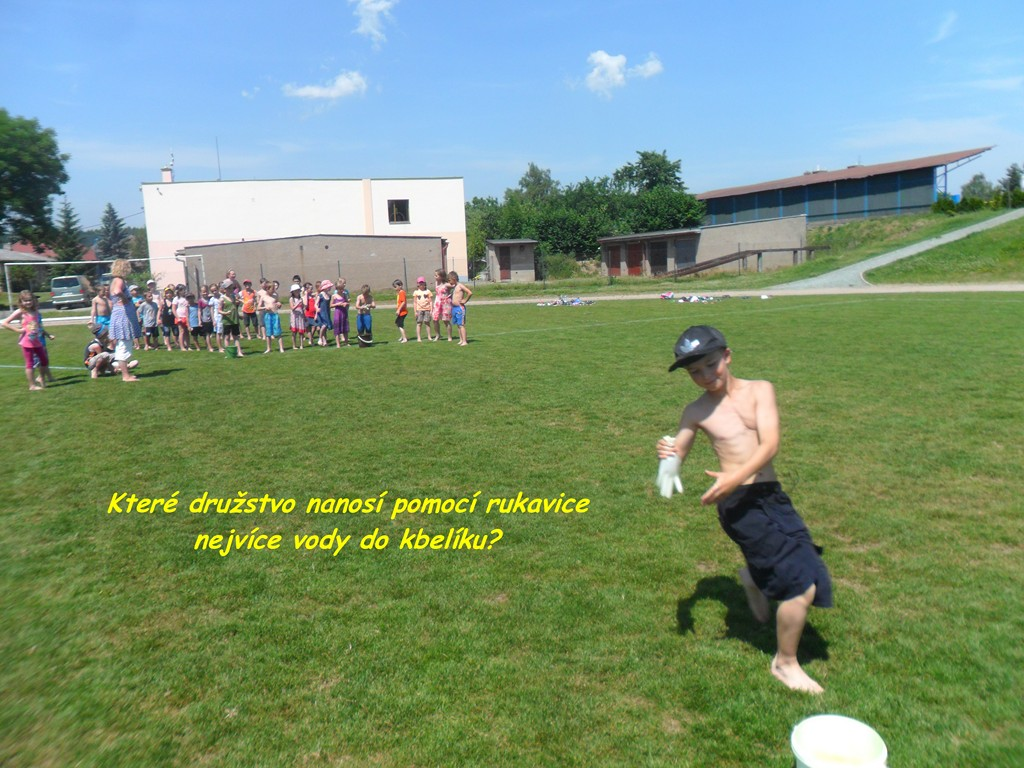 Které družstvo nanosí pomocí rukavice
nejvíce vody do kbelíku?